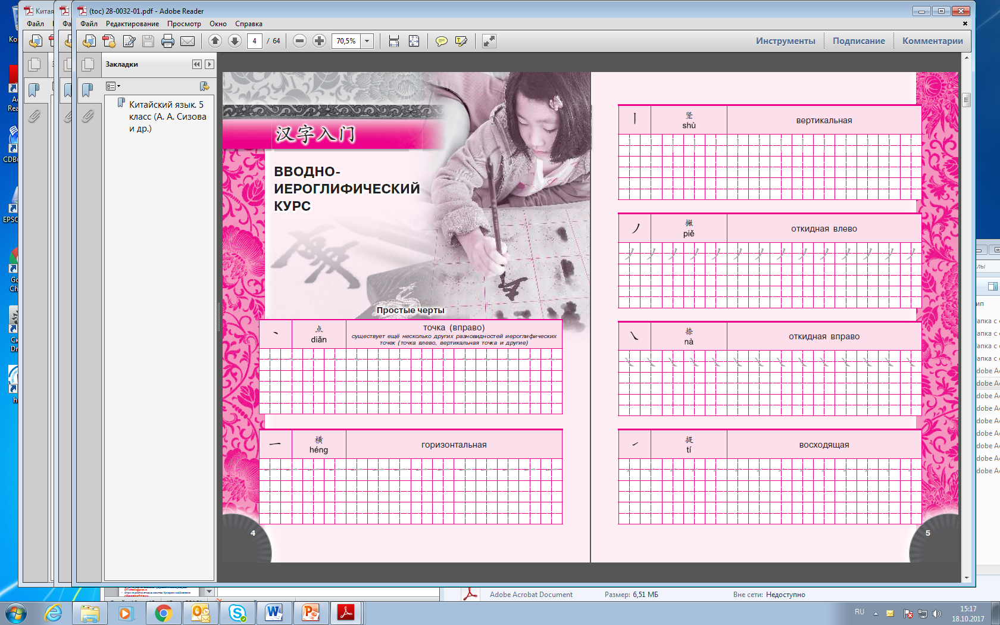 Китая
(toc) 28-0032-01.pdf - Adobe Reader
Файл
Фа
Файл Редактирование Просмотр Окно Справка
4 / 64
70,5%
Инструменты Подписание Комментарии
Закладки
Китайский язык. 5
класс (А. А. Сизова
и др.)
汉字入门
ВВОДНО-
ИЕРОГЛИФИЧЕСКИЙ
КУРС
Простые черты
点
diǎn
точка (вправо)
существует ещё несколько других разновидностей иероглифических
точек (точка влево, вертикальная точка и другие)
横
héng
горизонтальная
4
竖
shù
вертикальная
撇
piě
откидная влево
捺
nà
откидная вправо
提
tí
восходящая
5
Adobe Acrobat Document
Размер: 6,51 МБ
Вне сети: Недоступно
RU
15:17
18.10.2017